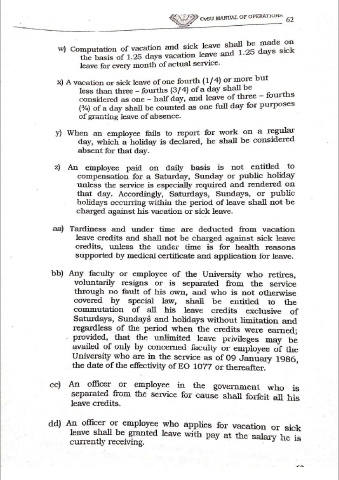 CvSU MANUAL OF OPERATIONS 62
w) Computation of vacation and sick leave shall be made on
the basis of 1.25 days vacation leave and 1.25 days sick
leave for every month of actual service.
x) A vacation or sick leave of one fourth (1/4) or more but
less than three – fourths (3/4) of a day shall be
considered as one – half day, and leave of three – fourths
(¾) of a day shall be counted as one full day for purposes
of granting leave of absence.
y) When an employee fails to report for work on a regular
day, which a holiday is declared, he shall be considered
absent for that day.
z) An employee paid on daily basis is not entitled to
compensation for a Saturday, Sunday or public holiday
unless the service is especially required and rendered on
that day. Accordingly, Saturdays, Sundays, or public
holidays occurring within the period of leave shall not be
charged against his vacation or sick leave.
aa) Tardiness and under time are deducted from vacation
leave credits and shall not be charged against sick leave
credits, unless the under time is for health reasons
supported by medical certificate and application for leave.
bb) Any faculty or employee of the University who retires,
voluntarily resigns or is separated from the service
through no fault of his own, and who is not otherwise
covered by special law, shall be entitled to the
commutation of all his leave credits exclusive of
Saturdays, Sundays and holidays without limitation and
regardless of the period when the credits were earned;
provided, that the unlimited leave privileges may be
availed of only by concerned faculty or employee of the
University who are in the service as of 09 January 1986,
the date of the effectivity of EO 1077 or thereafter.
cc) An officer or employee in the government who is
separated from the service for cause shall forfeit all his
leave credits.
dd) An officer or employee who applies for vacation or sick
leave shall be granted leave with pay at the salary he is
currently receiving.